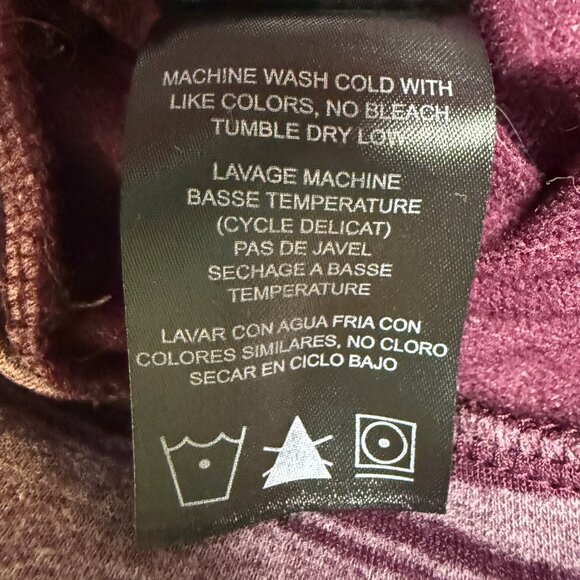 MACHINE WASH COLD WITH
LIKE COLORS, NO BLEACH
TUMBLE DRY LOW
LAVAGE MACHINE
BASSE TEMPERATURE
(CYCLE DELICAT)
PAS DE JAVEL
SECHAGE A BASSE
TEMPERATURE
LAVAR CON AGUA FRIA CON
COLORES SIMILARES, NO CLORO
SECAR EN CICLO BAJO